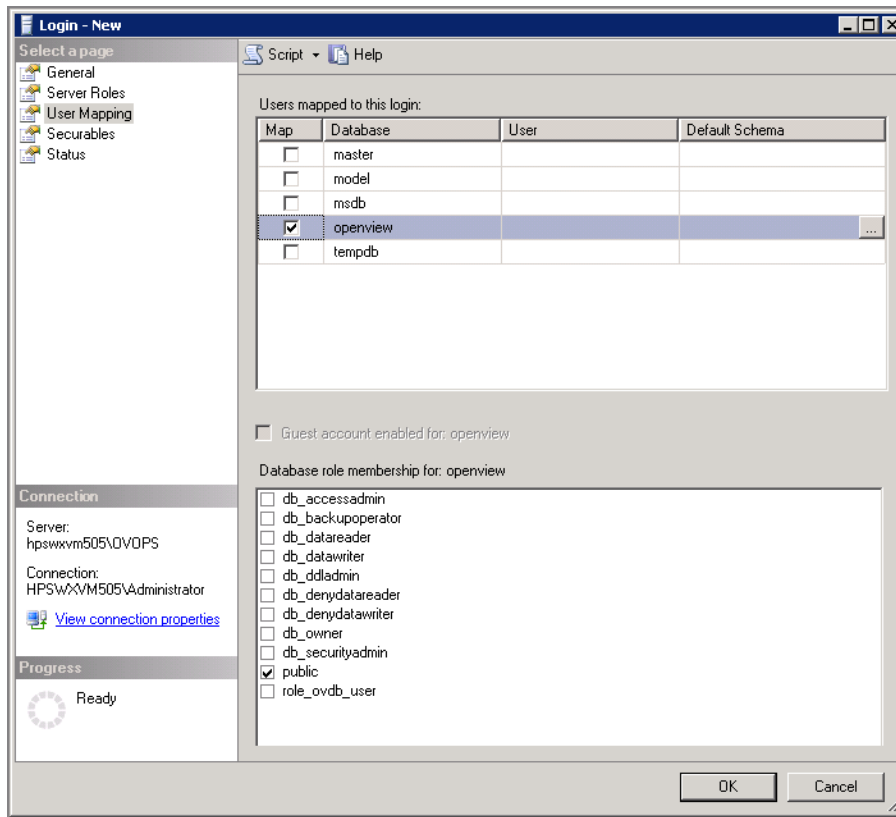 Login - New
Select a page
General
Server Roles
User Mapping
Securables
Status
Script
Help
Users mapped to this login:
Map Database User Default Schema
master
model
msdb
openview ...
tempdb
Guest account enabled for: openview
Database role membership for: openview
db_accessadmin
db_backupoperator
db_datareader
db_datawriter
db_ddladmin
db_denydatareader
db_denydatawriter
db_owner
db_securityadmin
public
role_ovdb_user
Connection
Server:
hpswxvm505\OVOPS
Connection:
HPSWXVM505\Administrator
View connection properties
Progress
Ready
OK Cancel